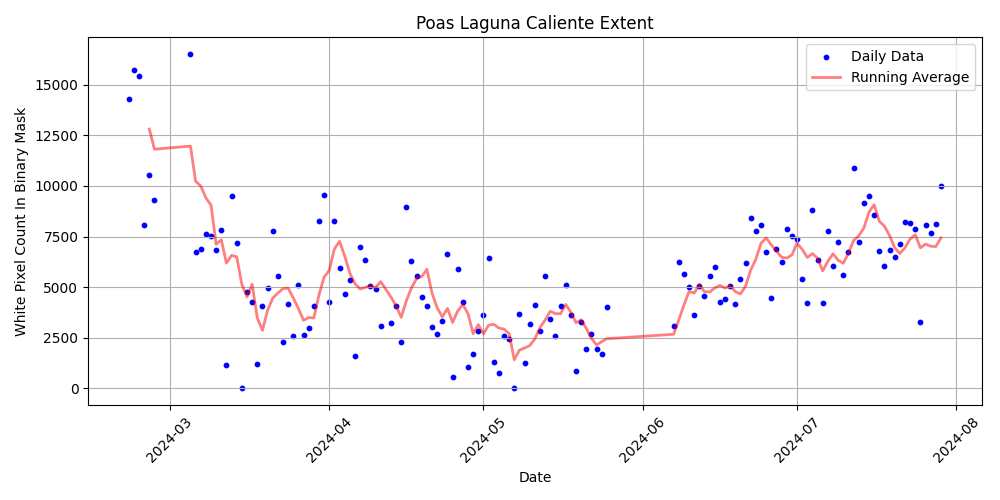 Poas Laguna Caliente Extent
Daily Data
Running Average
White Pixel Count In Binary Mask
15000
12500
10000
7500
5000
2500
0
2024-03
2024-04
2024-05
2024-06
2024-07
2024-08
Date